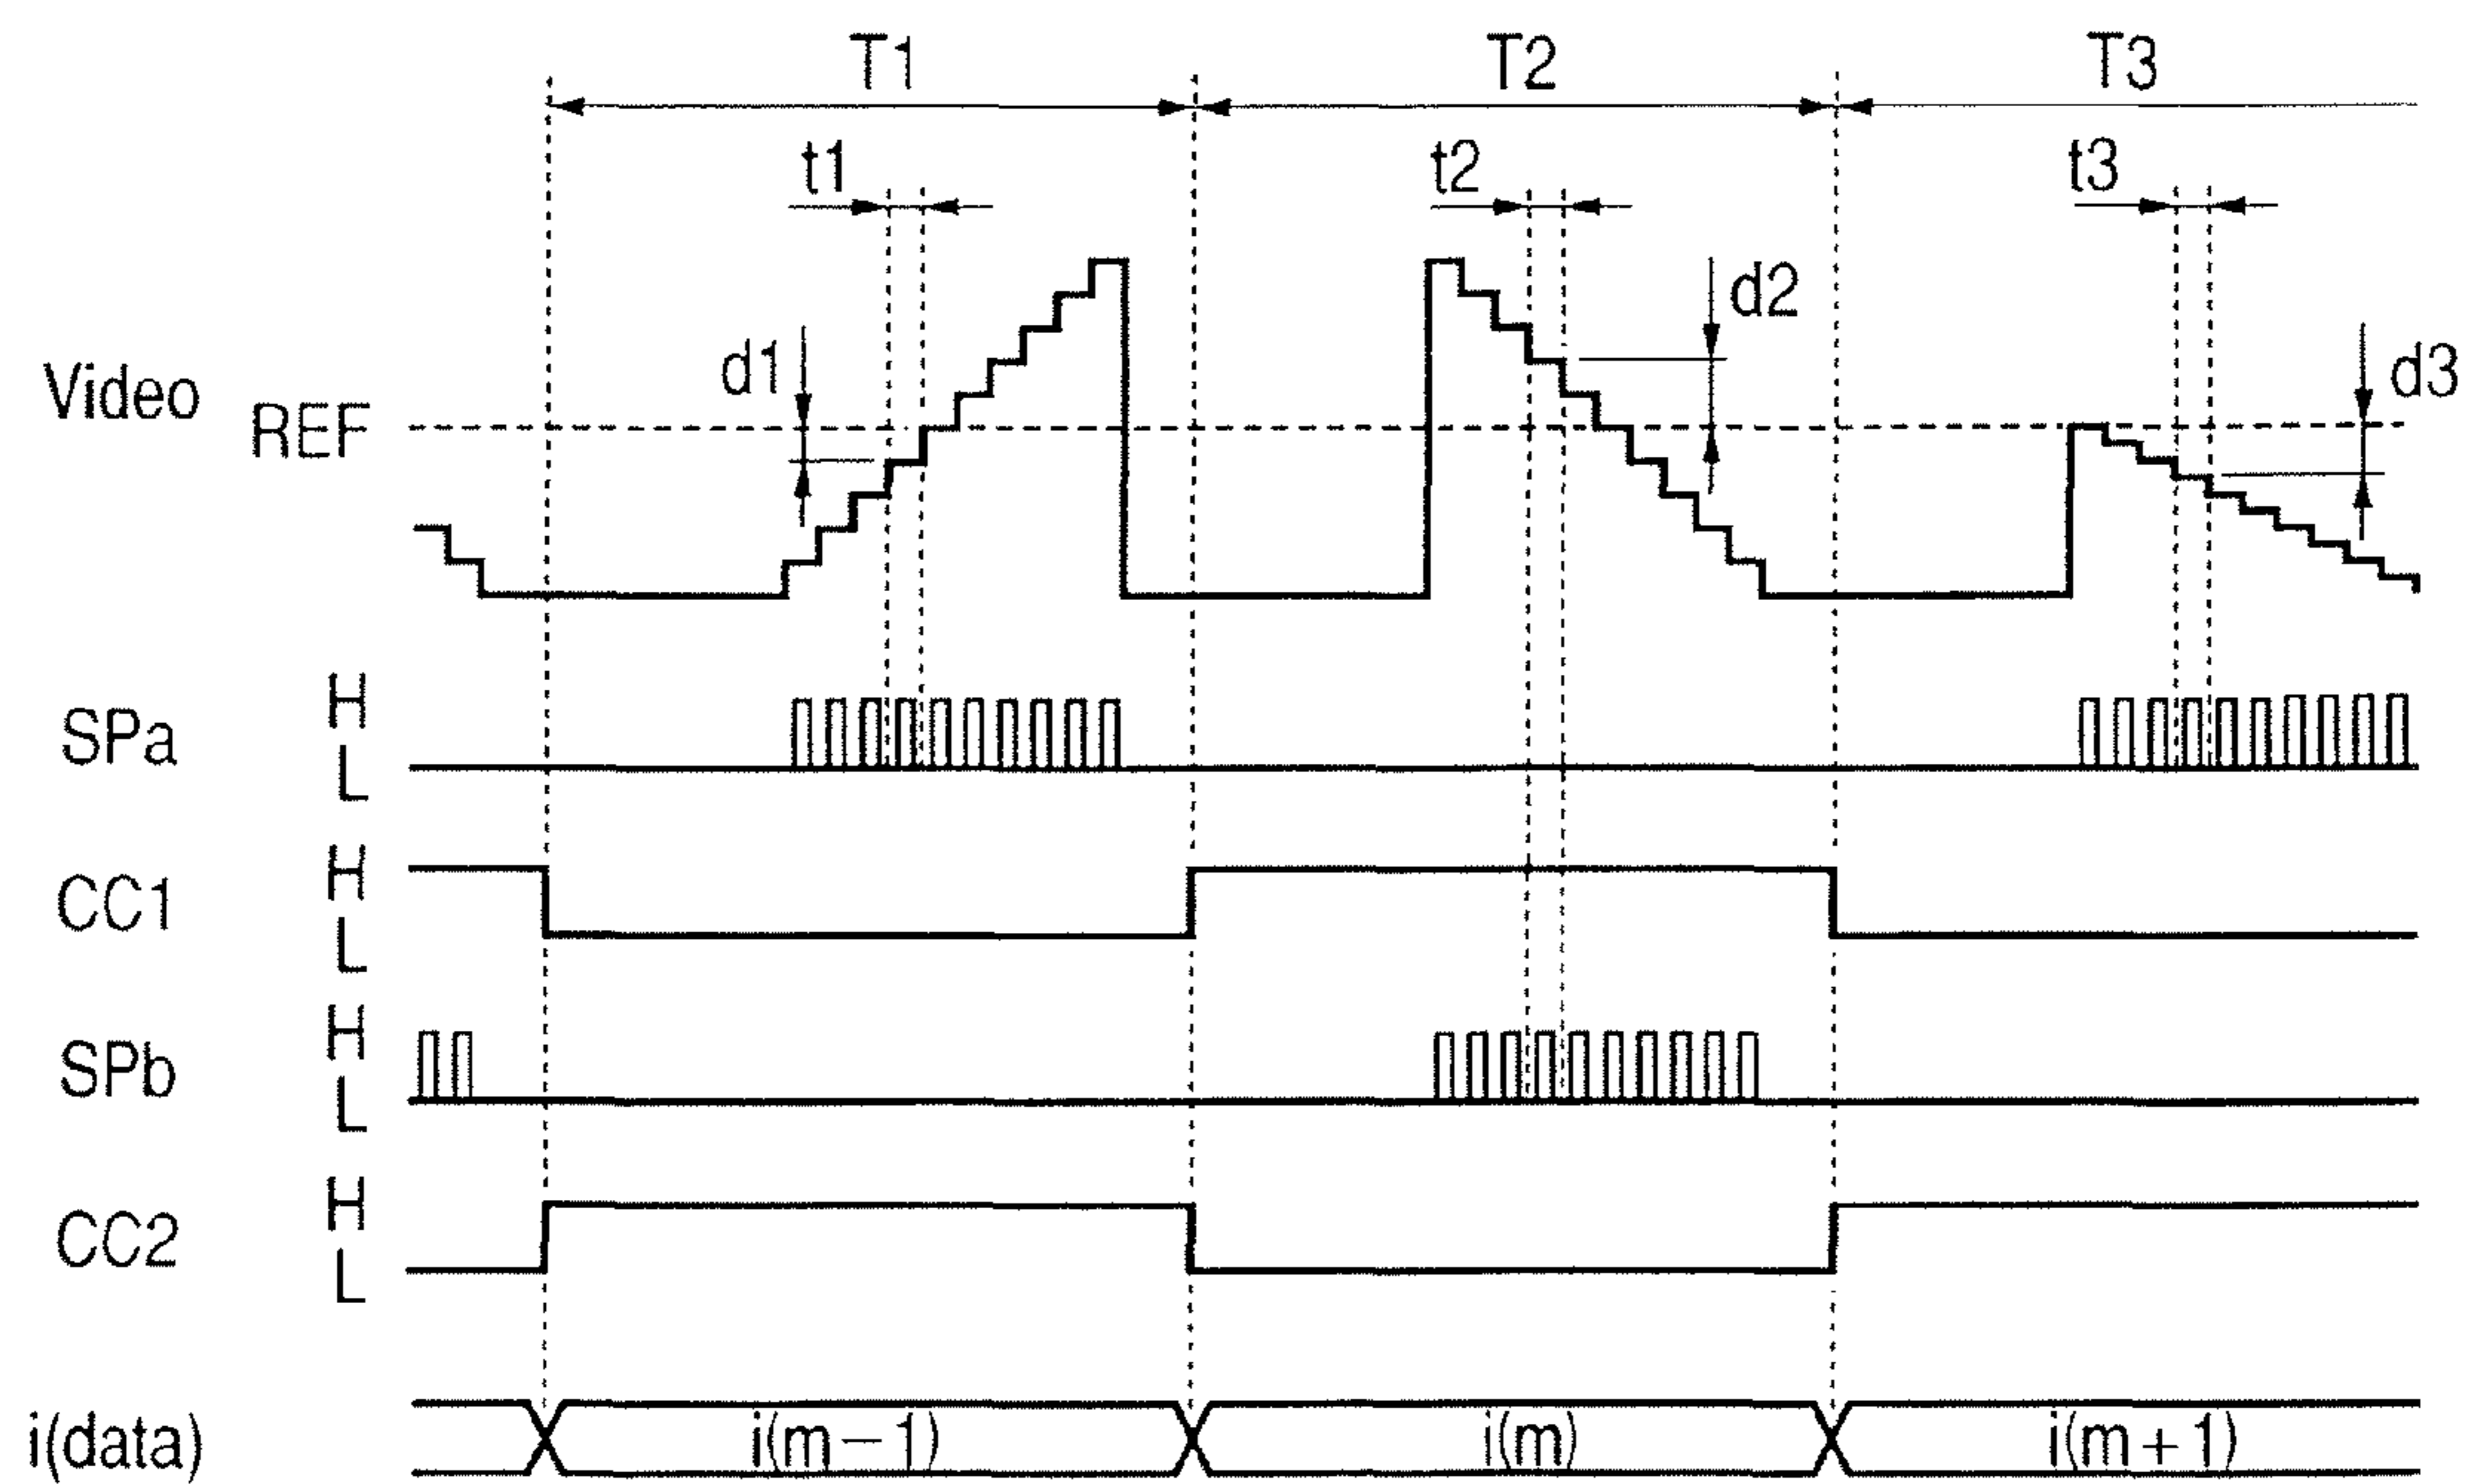 T1 T2 T3
t1 t2 t3
d1 d2 d3
Video REF
SPa H L
CC1 H L
SPb H L
CC2 H L
i(data) i(m-1) i(m) i(m+1)